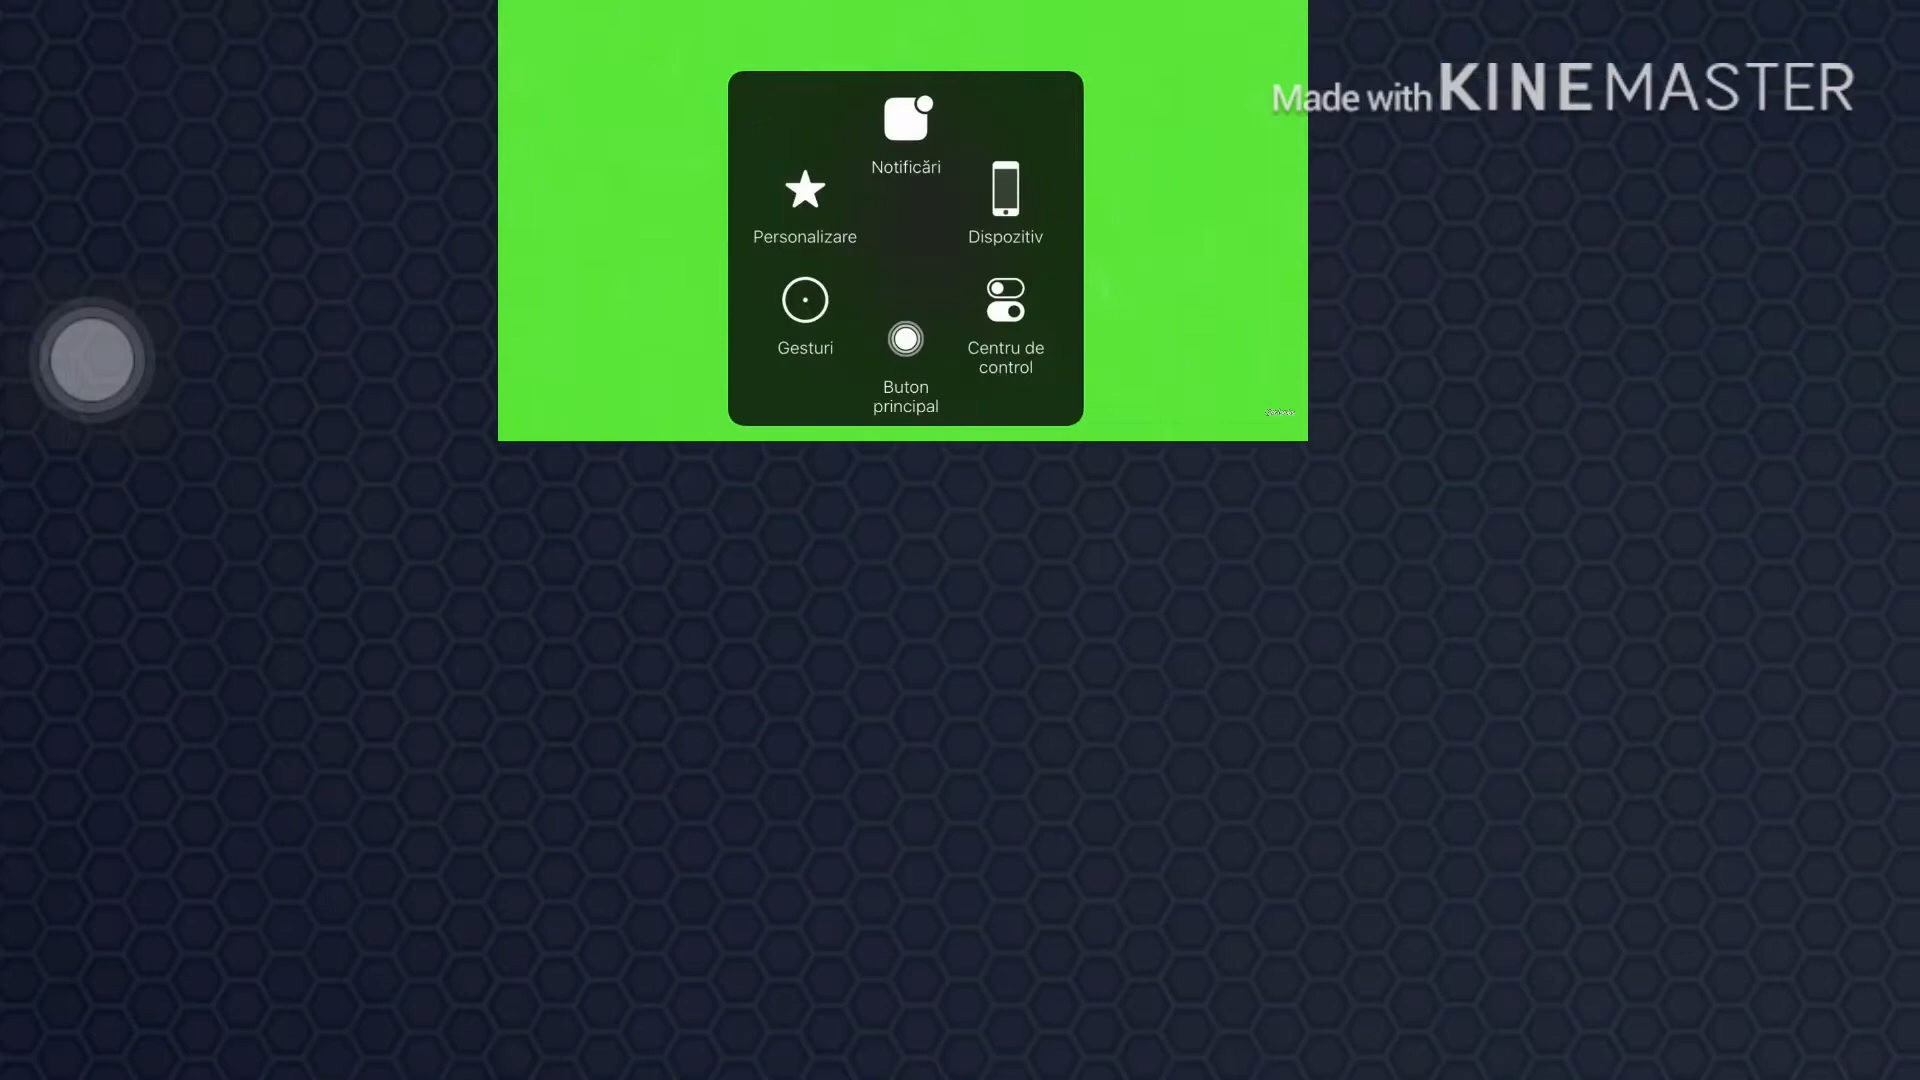 Made with KINEMASTER
Notificări
Personalizare
Dispozitiv
Gesturi
Centru de
control
Buton
principal